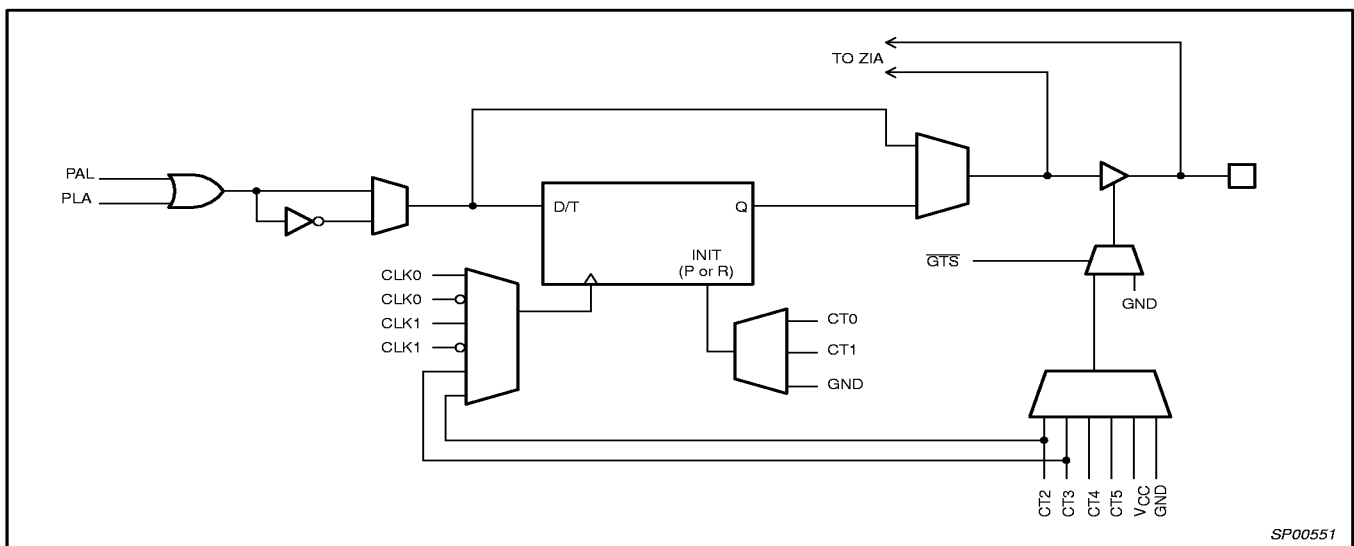 TO ZIA
PAL
PLA
D/T
Q
INIT
(P or R)
CLK0
CLK0
CLK1
CLK1
CT0
CT1
GND
GTS
GND
CT2
CT3
CT4
CT5
VCC
GND
SP00551